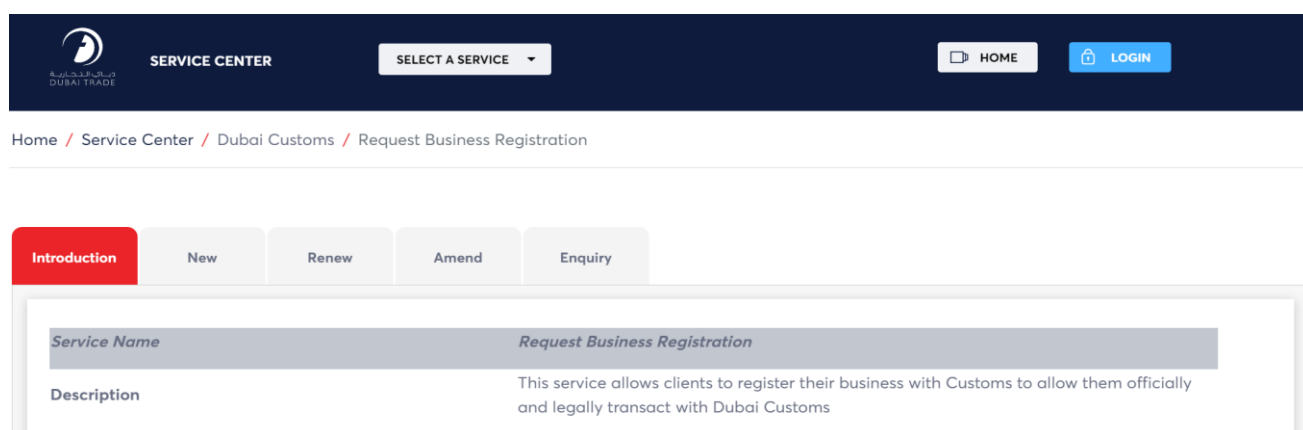 دبي التجارية
DUBAI TRADE
SERVICE CENTER
SELECT A SERVICE
HOME
LOGIN
Home / Service Center / Dubai Customs / Request Business Registration
Introduction New Renew Amend Enquiry
Service Name Request Business Registration
Description This service allows clients to register their business with Customs to allow them officially
and legally transact with Dubai Customs